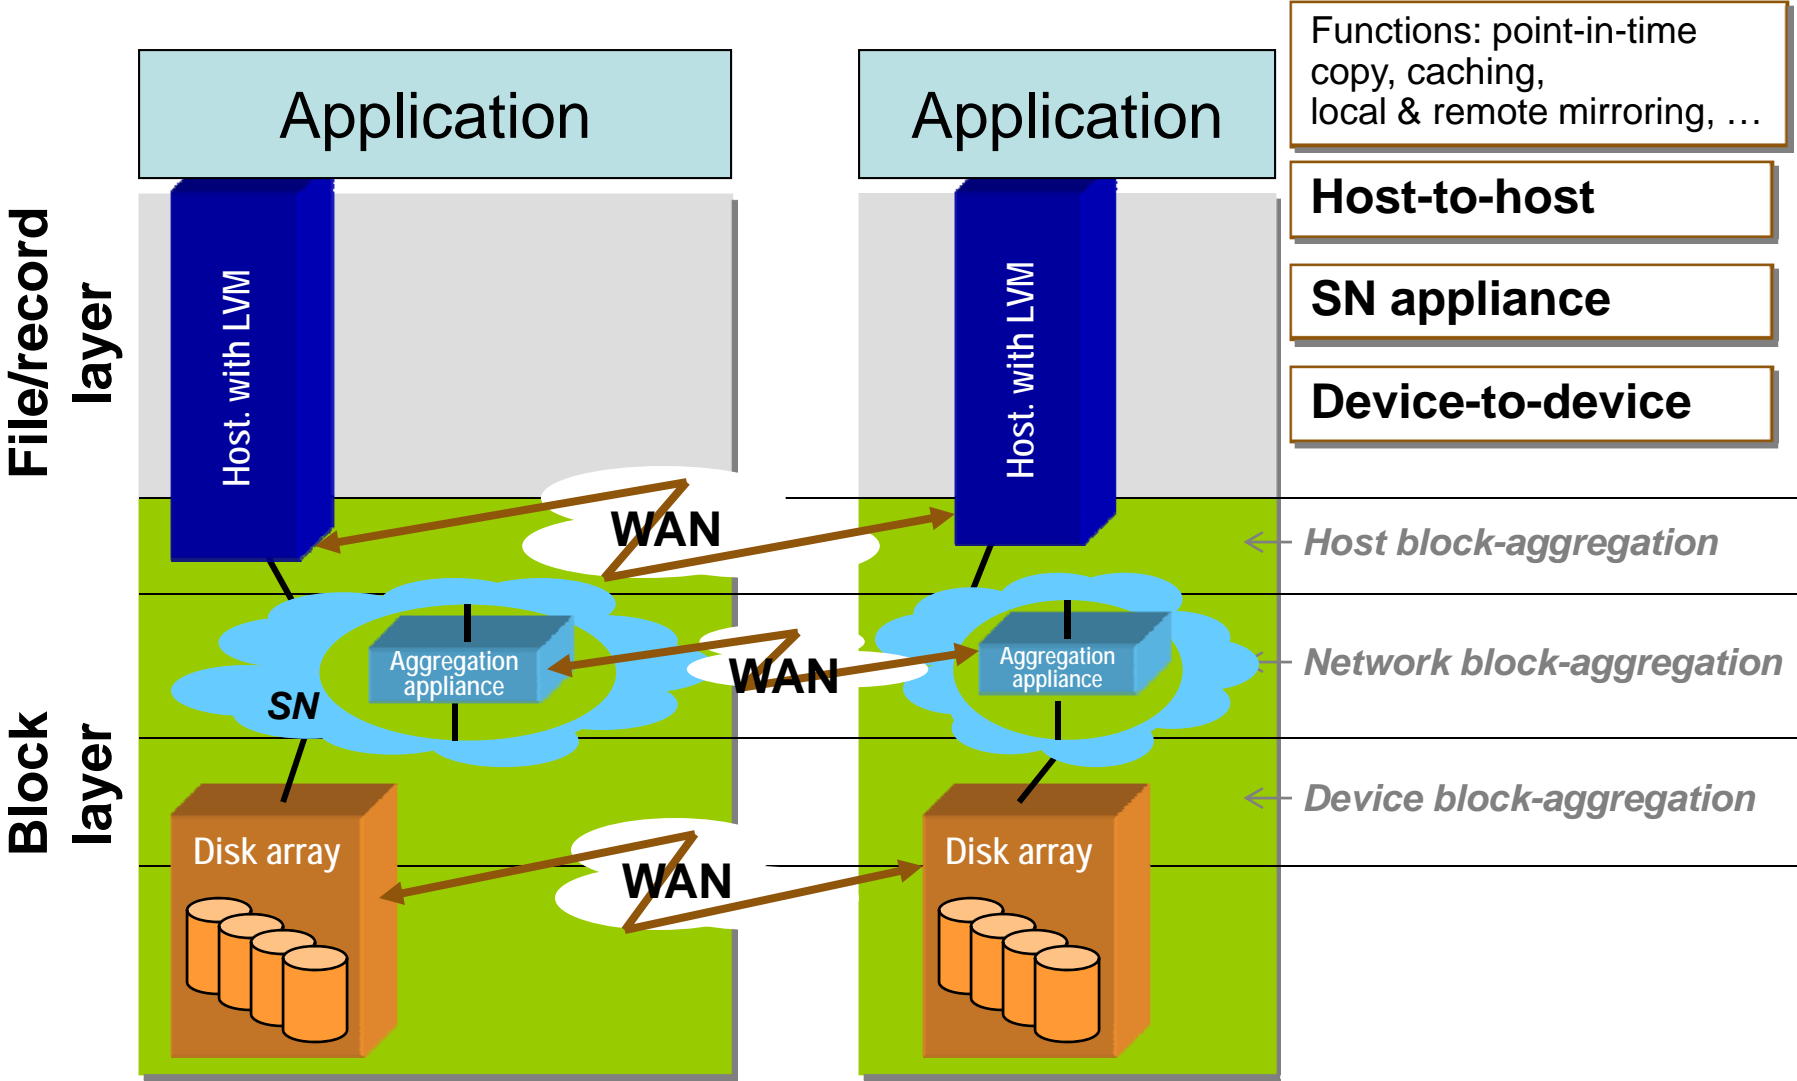 Application
Application
Functions: point-in-time
copy, caching,
local & remote mirroring, …
Host-to-host
SN appliance
Device-to-device
File/record
layer
Host. with LVM
Host. with LVM
WAN
Host block-aggregation
Aggregation
appliance
SN
WAN
Aggregation
appliance
Network block-aggregation
Block
layer
Device block-aggregation
Disk array
WAN
Disk array